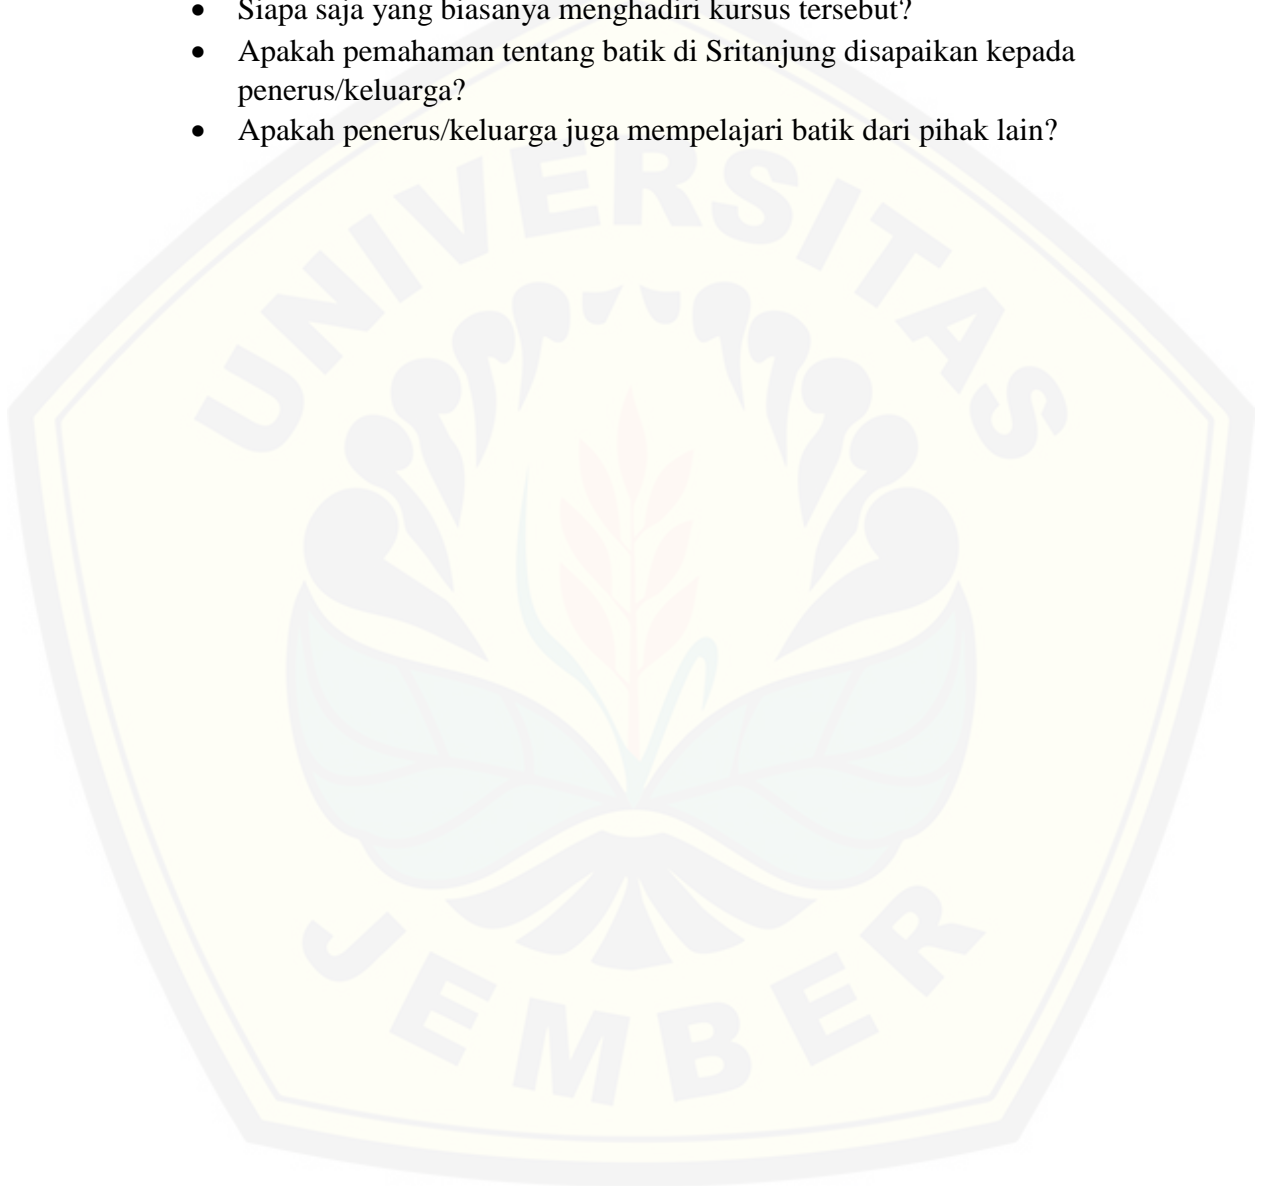 • Siapa saja yang biasanya menghadiri kursus tersebut?
• Apakah pemahaman tentang batik di Sritanjung disapaikan kepada
penerus/keluarga?
• Apakah penerus/keluarga juga mempelajari batik dari pihak lain?
UNIVERSITAS
JEMBER